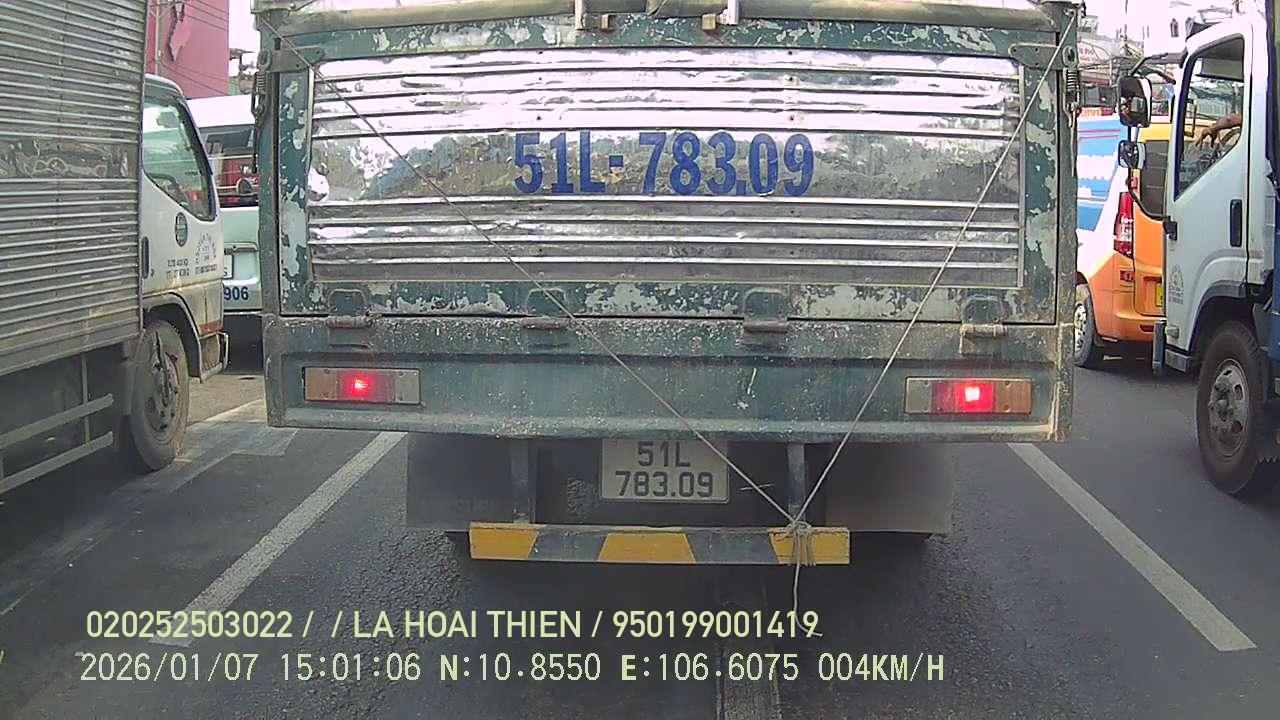 51L-783.09
906
51L
783.09
020252503022 / / LA HOAI THIEN / 950199001419
2026/01/07 15:01:06 N:10.8550 E:106.6075 004KM/H